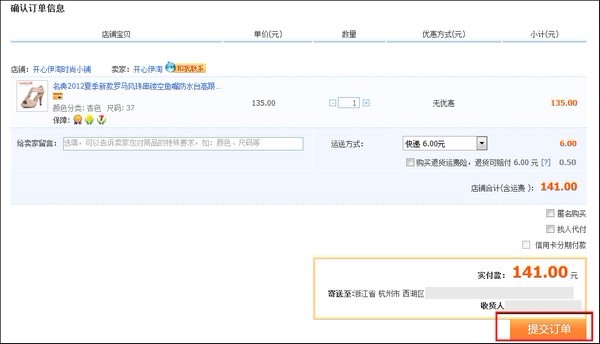 确认订单信息
店铺宝贝 单价(元) 数量 优惠方式(元) 小计(元)
店铺：开心伊淘时尚小铺 卖家：开心伊淘 和我联系
名典2012夏季新款罗马风珠串镂空鱼嘴防水台高跟...
颜色分类：杏色 尺码：37
135.00 - 1 + 无优惠 135.00
保障：
给卖家留言： 选填，可以告诉卖家您对商品的特殊要求，如：颜色、尺码等 运送方式： 快递 6.00元 6.00
购买退货运费险，退货可赔付 6.00 元 [?] 0.50
店铺合计(含运费)：141.00
匿名购买
找人代付
信用卡分期付款
实付款：141.00 元
寄送至:浙江省 杭州市 西湖区
收货人
提交订单